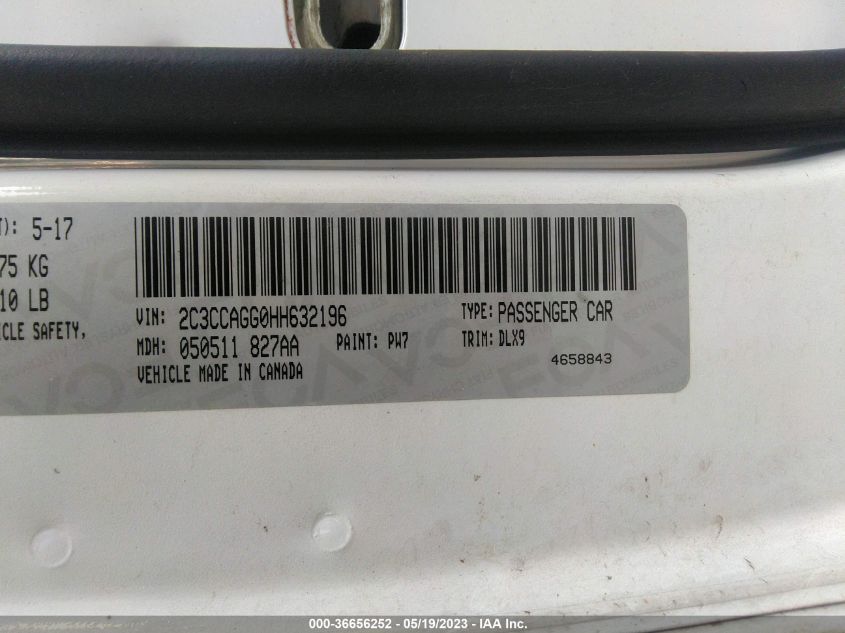 T): 5-17
75 KG
10 LB
ICLE SAFETY,
VIN: 2C3CCAGG0HH632196
TYPE: PASSENGER CAR
MDH: 050511 827AA
PAINT: PW7
TRIM: DLX9
VEHICLE MADE IN CANADA
4658843
000-36656252 - 05/19/2023 - IAA Inc.